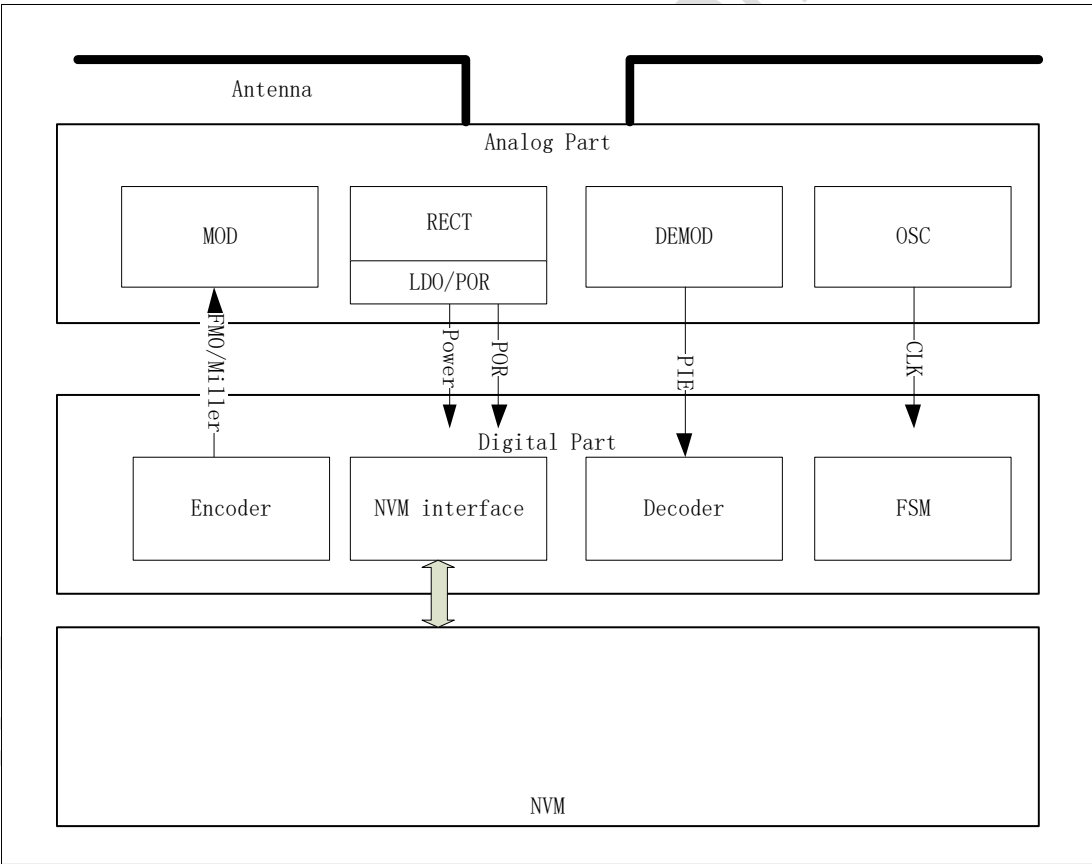 Antenna
Analog Part
MOD
RECT
DEMOD
OSC
LDO/POR
FM0/Miller
Power
POR
PIE
CLK
Digital Part
Encoder
NVM interface
Decoder
FSM
NVM